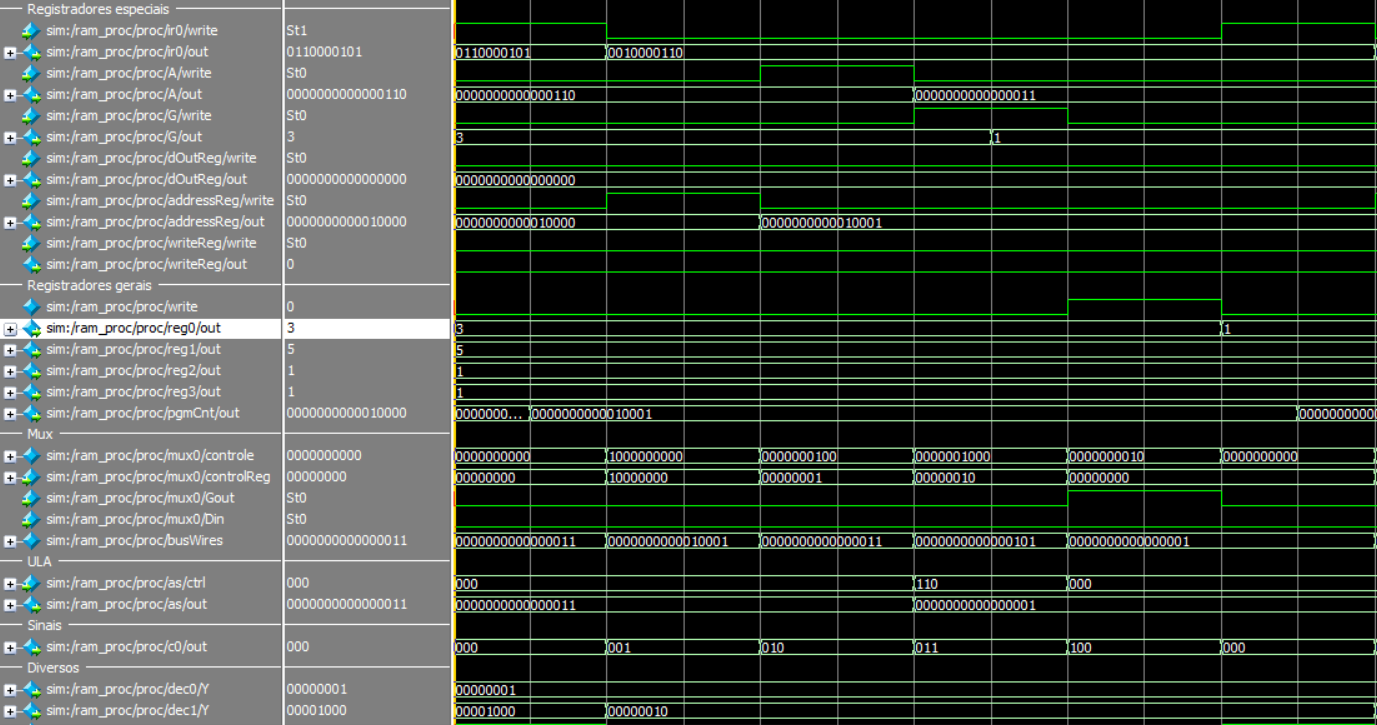 Registradores especiais
sim:/ram_proc/proc/ir0/write St1
sim:/ram_proc/proc/ir0/out 0110000101 0110000101 0010000110
sim:/ram_proc/proc/A/write St0
sim:/ram_proc/proc/A/out 0000000000000110 0000000000000110 0000000000000011
sim:/ram_proc/proc/G/write St0
sim:/ram_proc/proc/G/out 3 3 1
sim:/ram_proc/proc/dOutReg/write St0
sim:/ram_proc/proc/dOutReg/out 0000000000000000 0000000000000000
sim:/ram_proc/proc/addressReg/write St0
sim:/ram_proc/proc/addressReg/out 0000000000010000 0000000000010000 0000000000010001
sim:/ram_proc/proc/writeReg/write St0
sim:/ram_proc/proc/writeReg/out 0
Registradores gerais
sim:/ram_proc/proc/write 0
sim:/ram_proc/proc/reg0/out 3 3 1
sim:/ram_proc/proc/reg1/out 5 5
sim:/ram_proc/proc/reg2/out 1 1
sim:/ram_proc/proc/reg3/out 1 1
sim:/ram_proc/proc/pgmCnt/out 0000000000010000 0000000... 0000000000010001 00000000000
Mux
sim:/ram_proc/proc/mux0/controle 0000000000 0000000000 1000000000 0000000100 0000001000 0000000010 0000000000
sim:/ram_proc/proc/mux0/controlReg 00000000 00000000 10000000 00000001 00000010 00000000
sim:/ram_proc/proc/mux0/Gout St0
sim:/ram_proc/proc/mux0/Din St0
sim:/ram_proc/proc/busWires 0000000000000011 0000000000000011 0000000000010001 0000000000000011 0000000000000101 0000000000000001
ULA
sim:/ram_proc/proc/as/ctrl 000 000 110 000
sim:/ram_proc/proc/as/out 0000000000000011 0000000000000011 0000000000000001
Sinais
sim:/ram_proc/proc/c0/out 000 000 001 010 011 100 000
Diversos
sim:/ram_proc/proc/dec0/Y 00000001 00000001
sim:/ram_proc/proc/dec1/Y 00001000 00001000 00000010